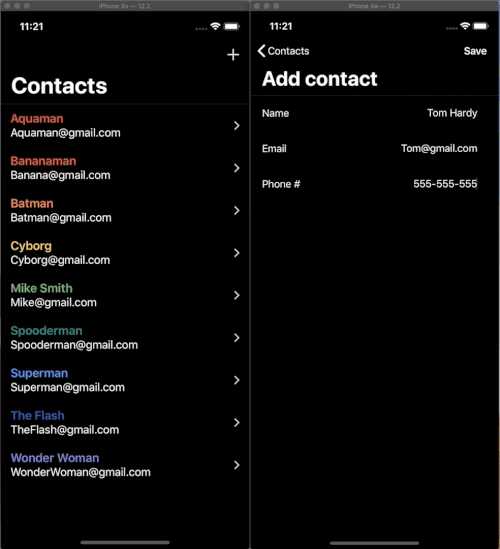 iPhone Xs — 12.2
11:21
Contacts
Aquaman
Aquaman@gmail.com
Bananaman
Banana@gmail.com
Batman
Batman@gmail.com
Cyborg
Cyborg@gmail.com
Mike Smith
Mike@gmail.com
Spooderman
Spooderman@gmail.com
Superman
Superman@gmail.com
The Flash
TheFlash@gmail.com
Wonder Woman
WonderWoman@gmail.com
iPhone Xs — 12.2
11:21
Contacts Save
Add contact
Name Tom Hardy
Email Tom@gmail.com
Phone # 555-555-555